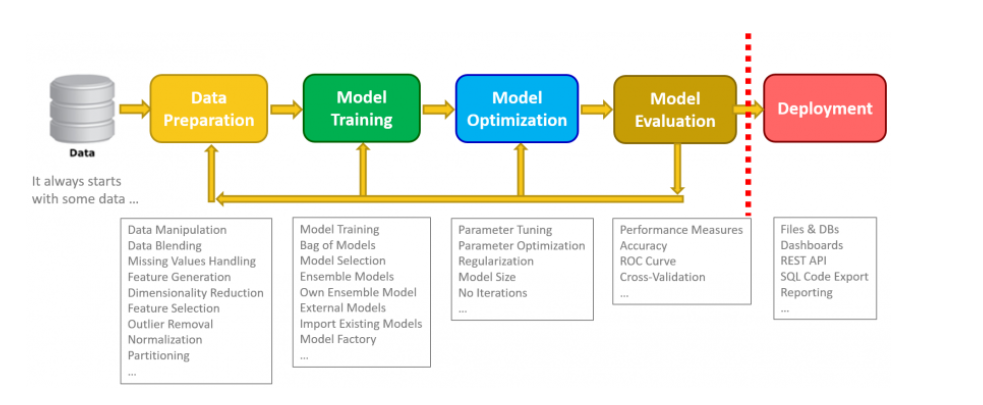 Data
Preparation
Model
Training
Model
Optimization
Model
Evaluation
Deployment
Data
It always starts
with some data ...
Data Manipulation
Data Blending
Missing Values Handling
Feature Generation
Dimensionality Reduction
Feature Selection
Outlier Removal
Normalization
Partitioning
...
Model Training
Bag of Models
Model Selection
Ensemble Models
Own Ensemble Model
External Models
Import Existing Models
Model Factory
...
Parameter Tuning
Parameter Optimization
Regularization
Model Size
No Iterations
...
Performance Measures
Accuracy
ROC Curve
Cross-Validation
...
Files & DBs
Dashboards
REST API
SQL Code Export
Reporting
...